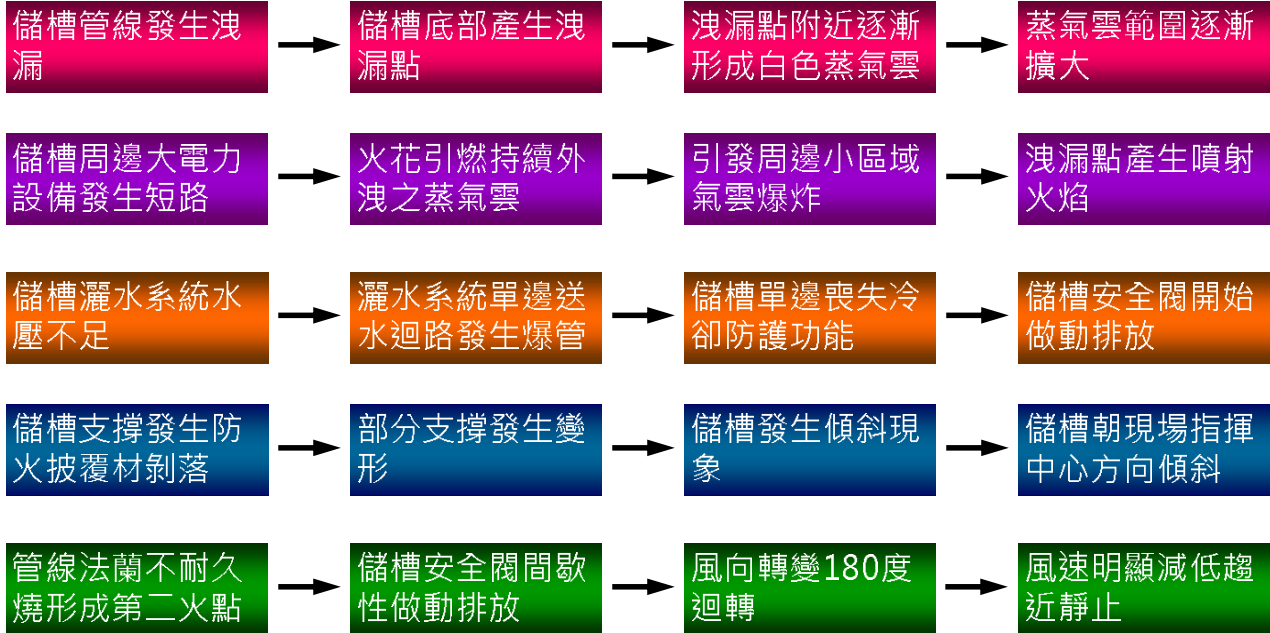 儲槽管線發生洩
漏
儲槽底部產生洩
漏點
洩漏點附近逐漸
形成白色蒸氣雲
蒸氣雲範圍逐漸
擴大
儲槽周邊大電力
設備發生短路
火花引燃持續外
洩之蒸氣雲
引發周邊小區域
氣雲爆炸
洩漏點產生噴射
火焰
儲槽灑水系統水
壓不足
灑水系統單邊送
水迴路發生爆管
儲槽單邊喪失冷
卻防護功能
儲槽安全閥開始
做動排放
儲槽支撐發生防
火披覆材剝落
部分支撐發生變
形
儲槽發生傾斜現
象
儲槽朝現場指揮
中心方向傾斜
管線法蘭不耐久
燒形成第二火點
儲槽安全閥間歇
性做動排放
風向轉變180度
迴轉
風速明顯減低趨
近靜止